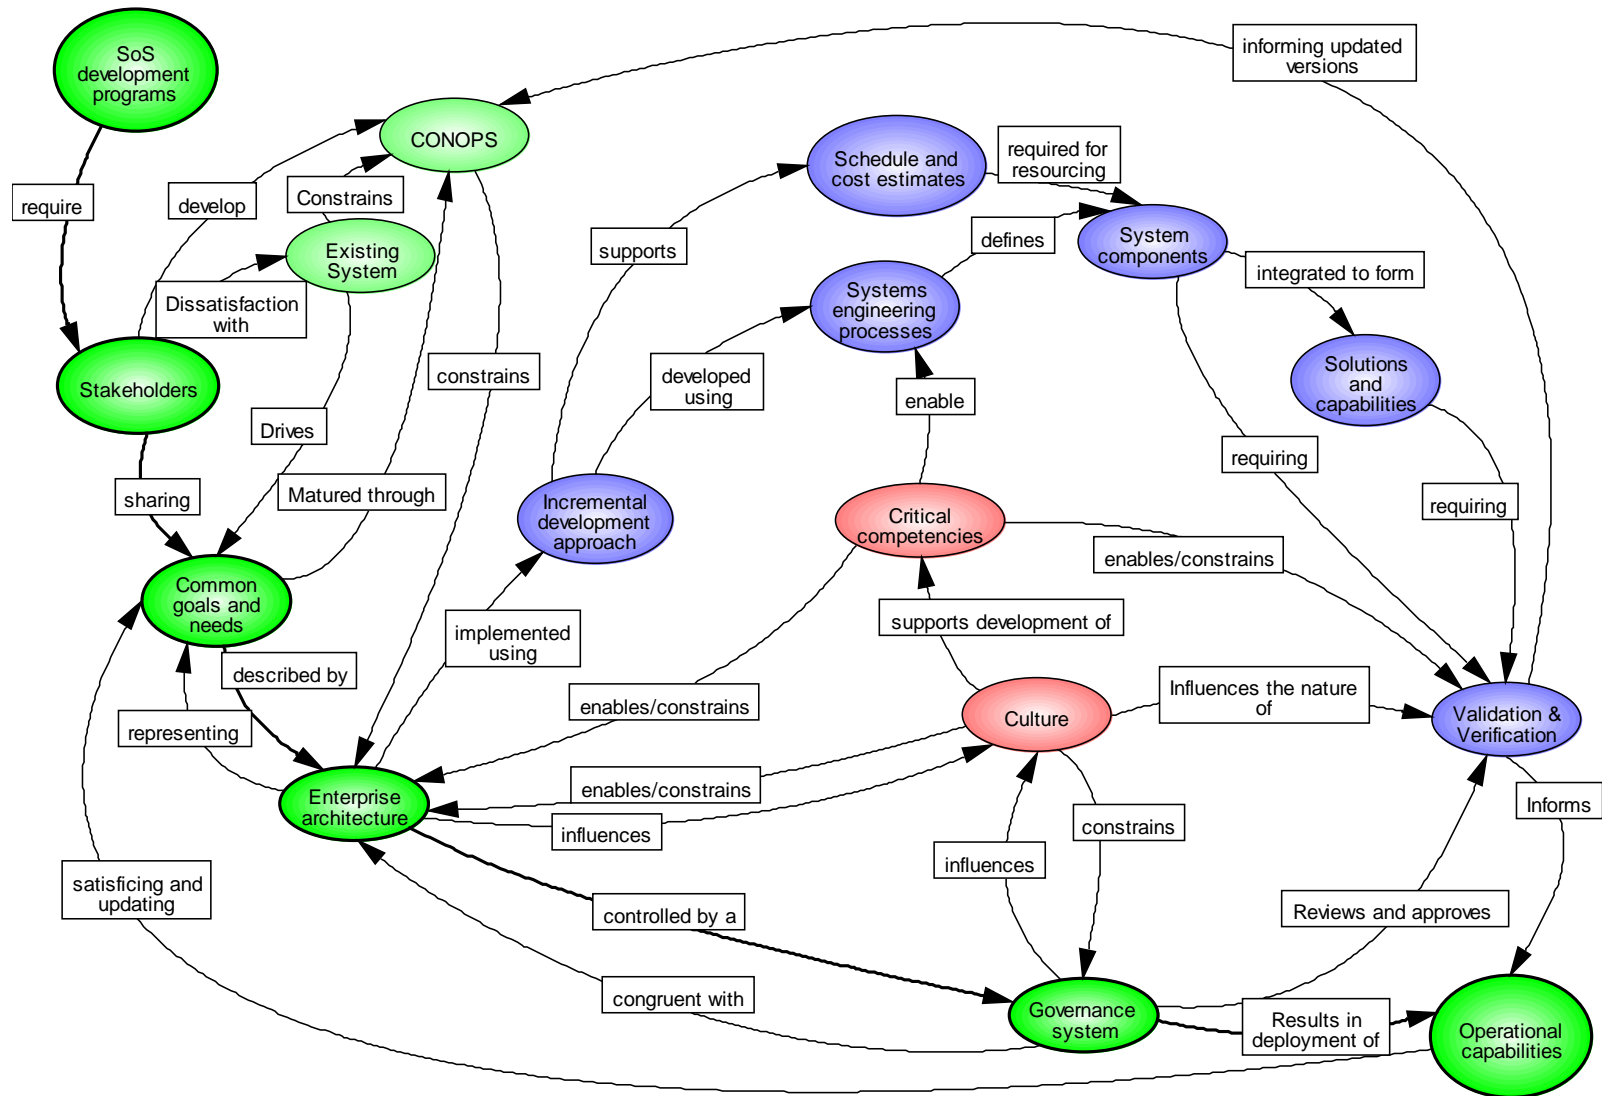 SoS
development
programs
informing updated
versions
CONOPS
Schedule and
cost estimates
required for
resourcing
require
develop
Constrains
Existing
System
supports
defines
System
components
integrated to form
Dissatisfaction
with
Systems
engineering
processes
Stakeholders
constrains
developed
using
enable
Solutions
and
capabilities
Drives
requiring
sharing
Matured through
Incremental
development
approach
Critical
competencies
requiring
enables/constrains
Common
goals and
needs
implemented
using
supports development of
described by
representing
enables/constrains
Culture
Influences the nature
of
Validation &
Verification
Enterprise
architecture
enables/constrains
influences
constrains
Informs
influences
satisficing and
updating
controlled by a
Reviews and approves
congruent with
Governance
system
Results in
deployment of
Operational
capabilities